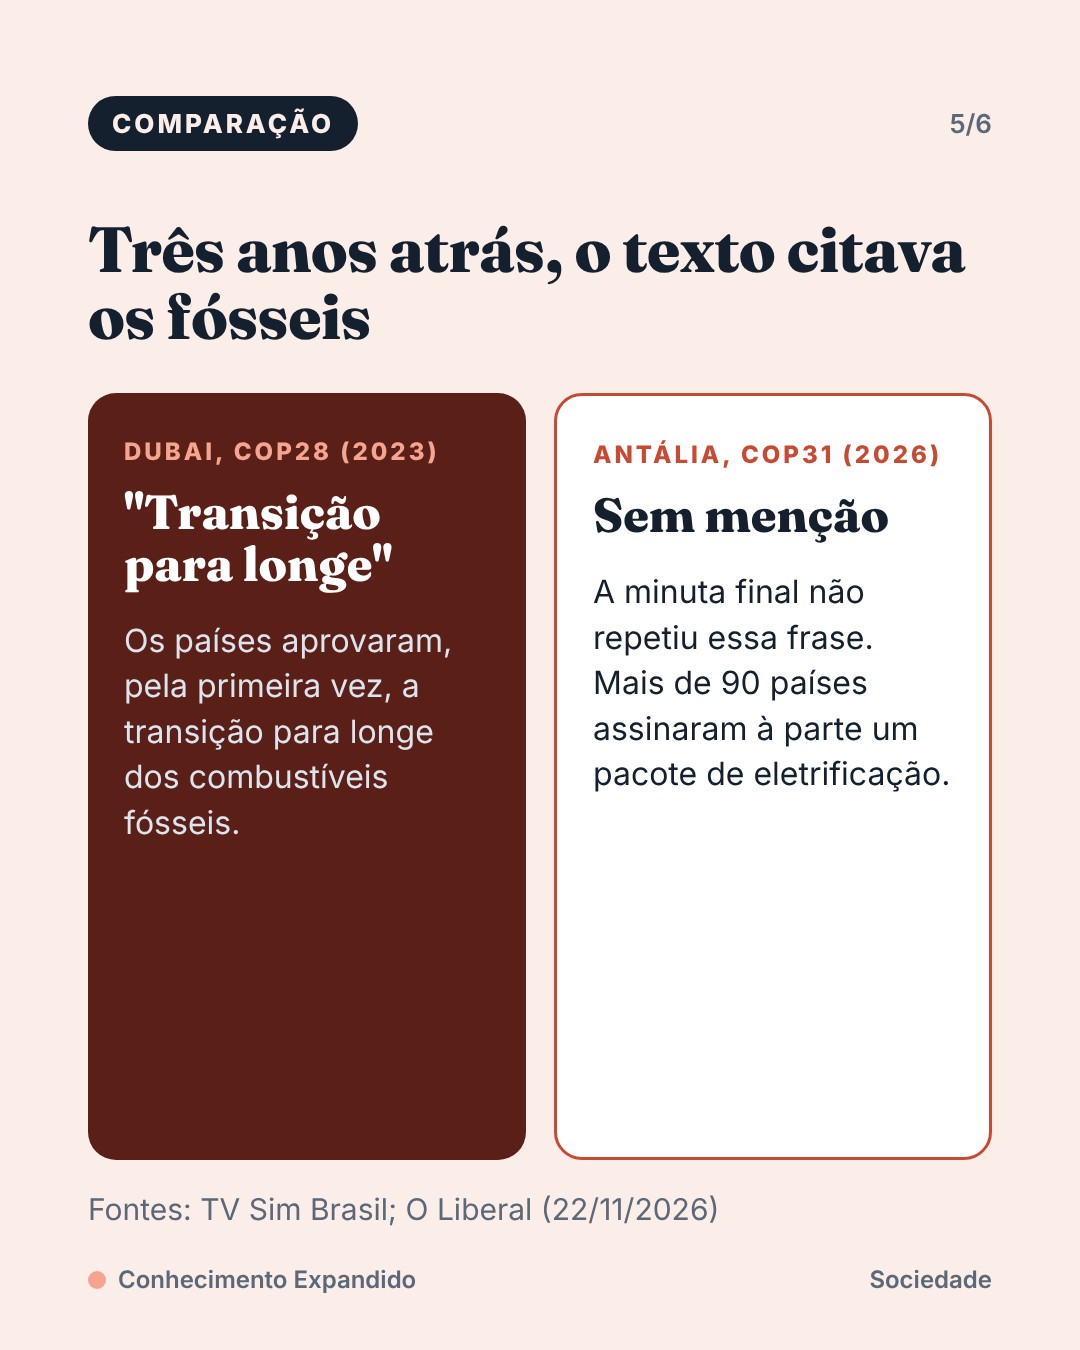 COMPARAÇÃO
5/6
Três anos atrás, o texto citava
os fósseis
DUBAI, COP28 (2023)
"Transição
para longe"
Os países aprovaram,
pela primeira vez, a
transição para longe
dos combustíveis
fósseis.
ANTÁLIA, COP31 (2026)
Sem menção
A minuta final não
repetiu essa frase.
Mais de 90 países
assinaram à parte um
pacote de eletrificação.
Fontes: TV Sim Brasil; O Liberal (22/11/2026)
Conhecimento Expandido
Sociedade